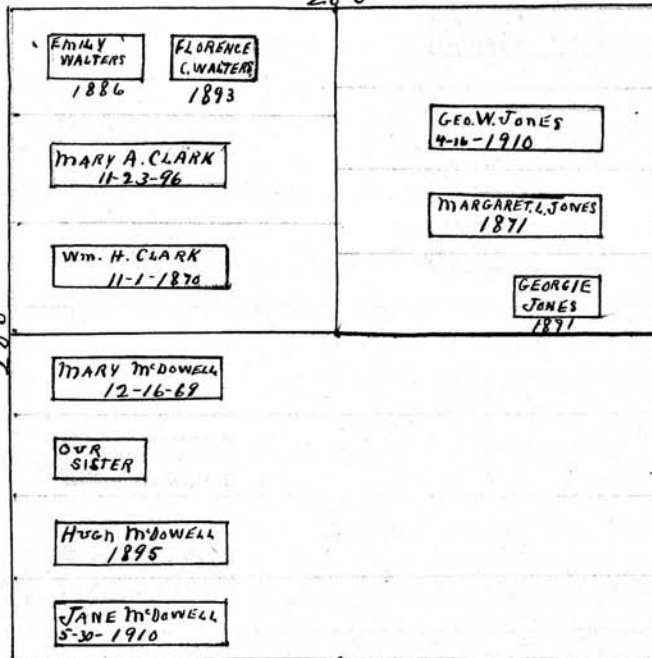 EMILY
WALTERS
1886
FLORENCE
C. WALTERS
1893
MARY A. CLARK
11-23-96
Wm. H. CLARK
11-1-1870
GEO. W. JONES
4-16-1910
MARGARET. L. JONES
1871
GEORGIE
JONES
1891
MARY McDOWELL
12-16-69
OUR
SISTER
HUGH McDOWELL
1895
JANE McDOWELL
5-30-1910